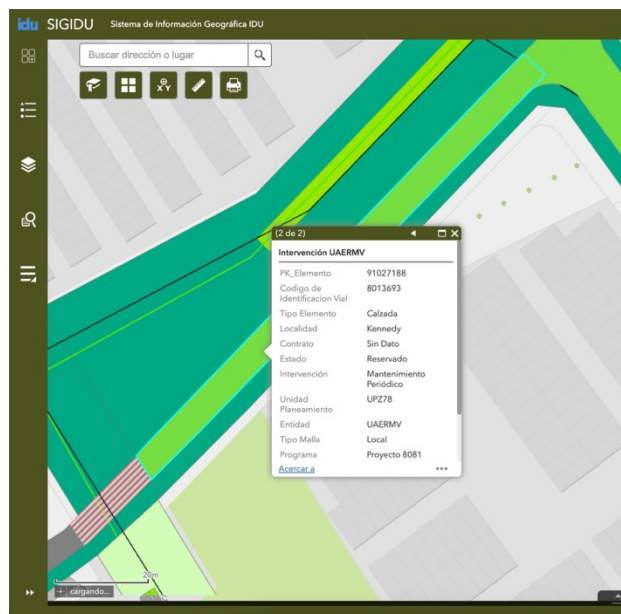 idu SIGIDU Sistema de Información Geográfica IDU
Buscar dirección o lugar
X Y
(2 de 2)
Intervención UAERMV
PK_Elemento 91027188
Codigo de Identificacion Vial 8013693
Tipo Elemento Calzada
Localidad Kennedy
Contrato Sin Dato
Estado Reservado
Intervención Mantenimiento Periódico
Unidad Planeamiento UPZ78
Entidad UAERMV
Tipo Malla Local
Programa Proyecto 8081
Acercar a
20m
cargando...